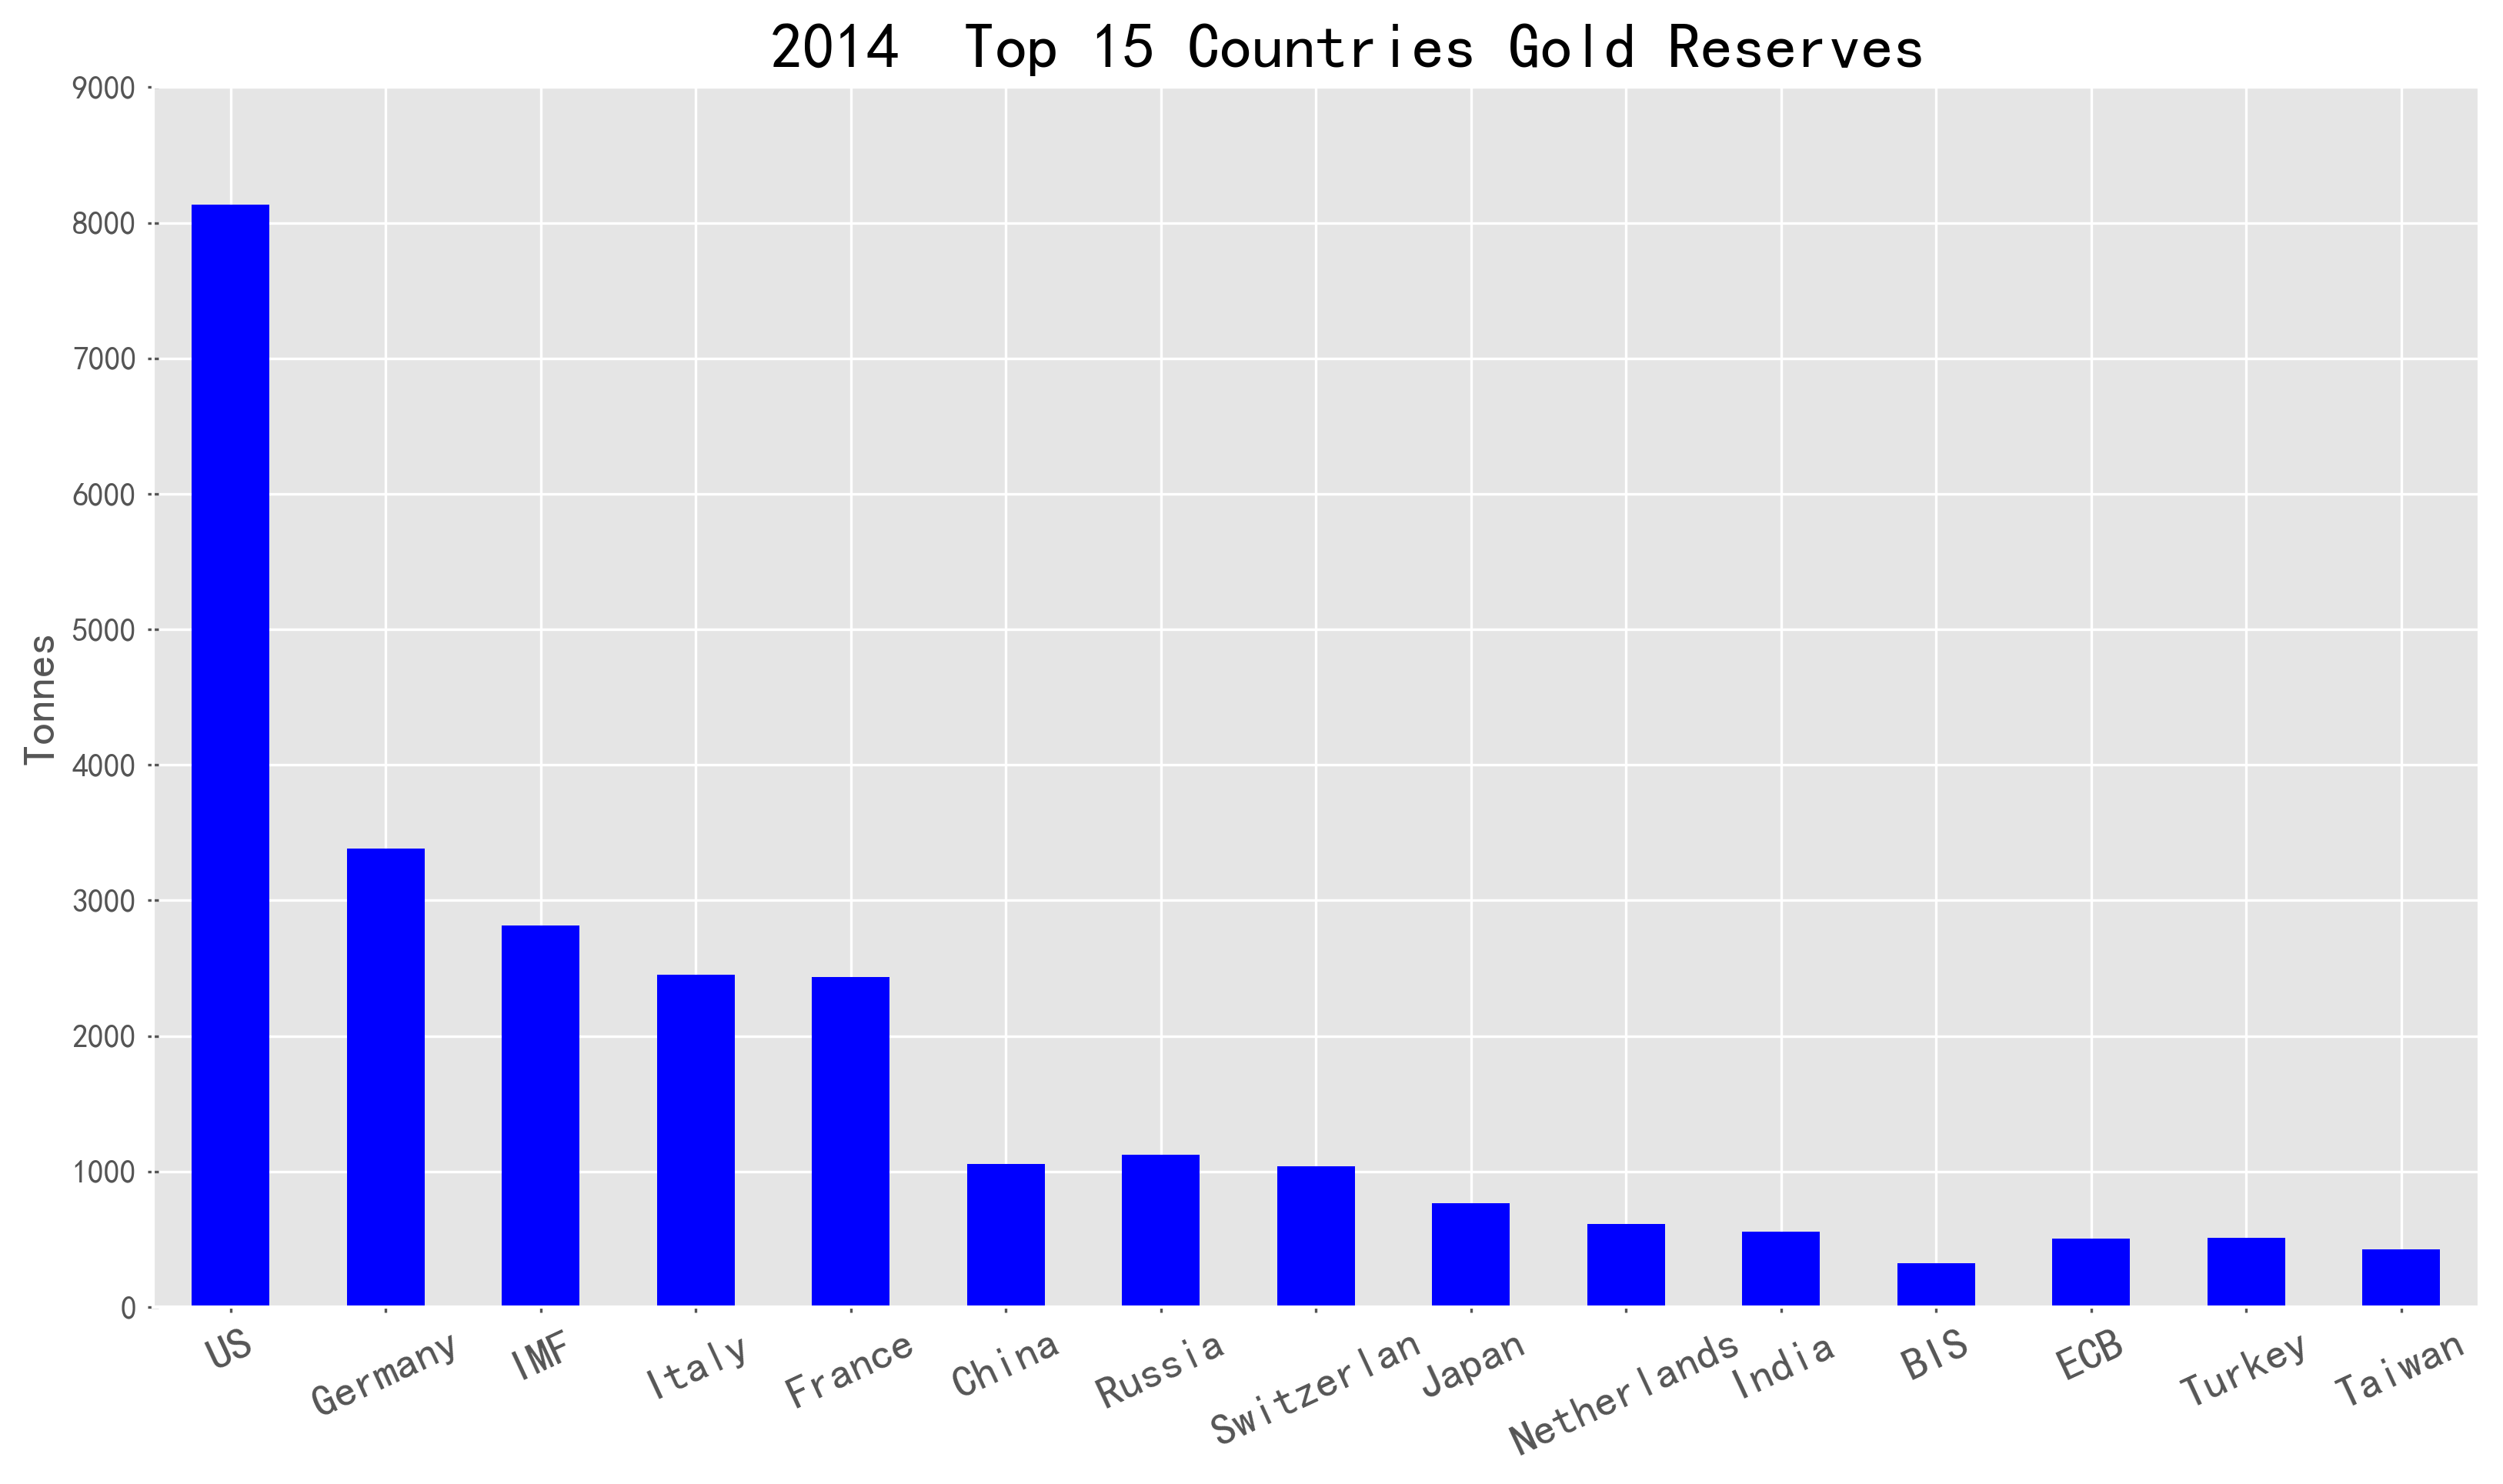 2014  Top 15 Countries Gold Reserves
Tonnes
9000
8000
7000
6000
5000
4000
3000
2000
1000
0
US
Germany
IMF
Italy
France
China
Russia
Switzerlan
Japan
Netherlands
India
BIS
ECB
Turkey
Taiwan